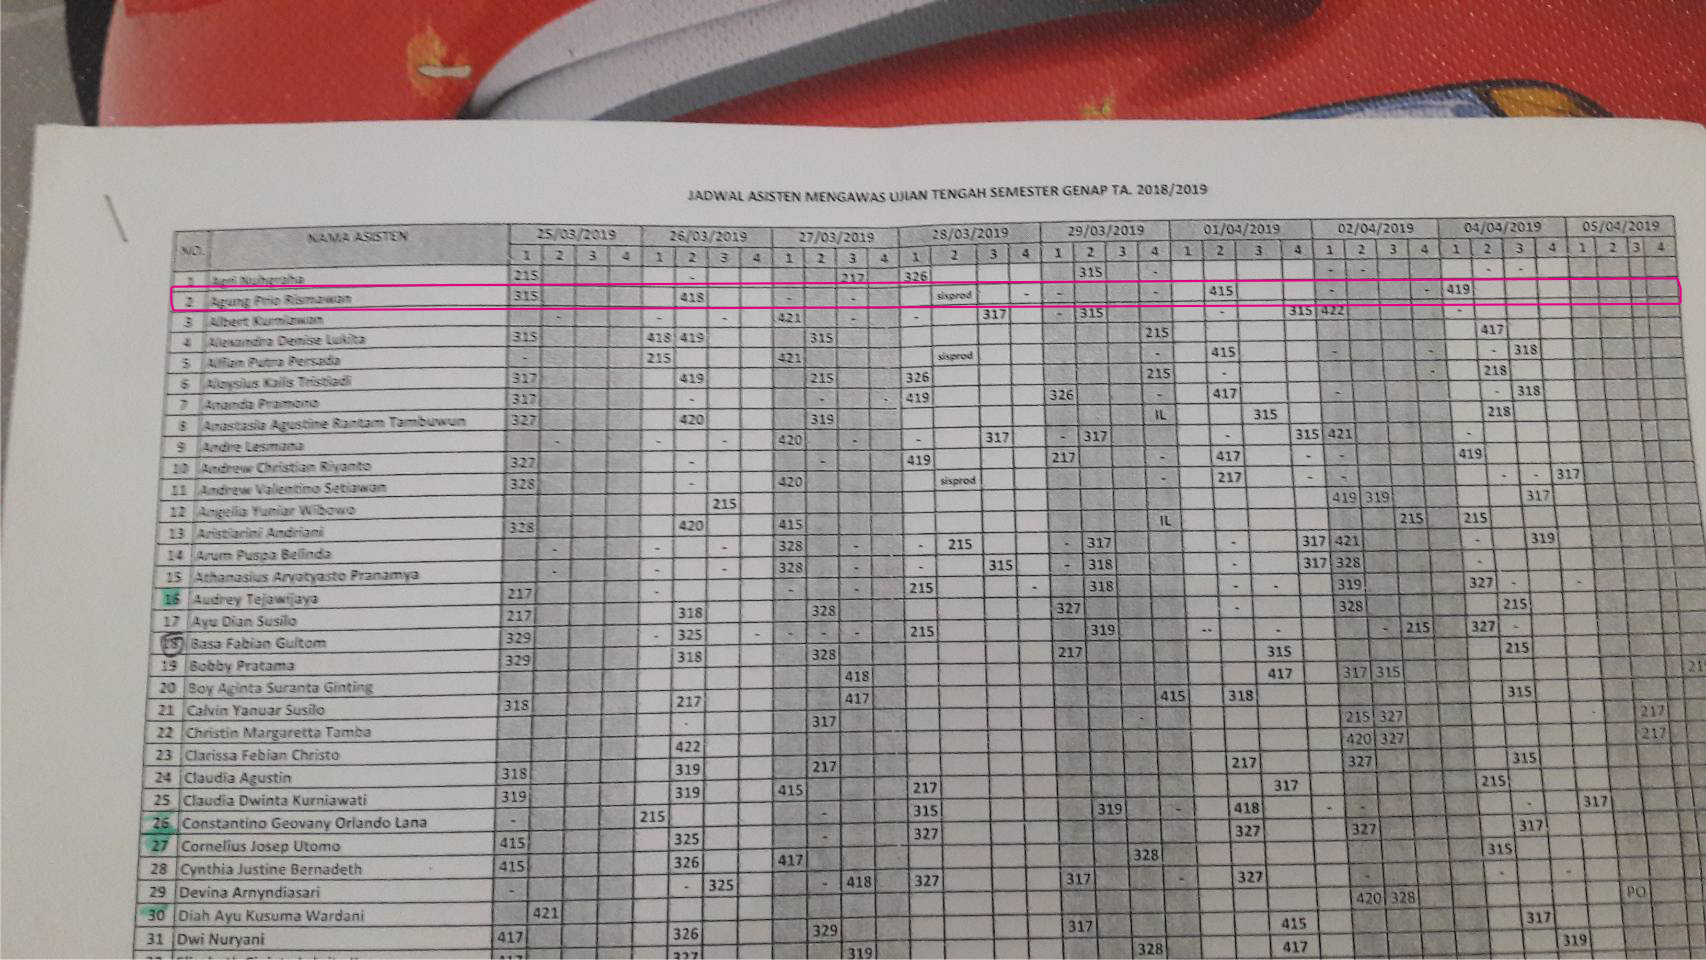 JADWAL ASISTEN MENGAWAS UJIAN TENGAH SEMESTER GENAP TA. 2018/2019
NO. NAMA ASISTEN 25/03/2019 26/03/2019 27/03/2019 28/03/2019 29/03/2019 01/04/2019 02/04/2019 04/04/2019 05/04/2019
1 2 3 4 1 2 3 4 1 2 3 4 1 2 3 4 1 2 3 4 1 2 3 4 1 2 3 4 1 2 3 4 1 2 3 4
1 215 - 217 326 315 - - - - -
2 Agung Prio Rismawan 315 418 - - sisprod - - - 415 - - 419
3 Albert Kurniawan - - - 421 - - 317 - 315 - 315 422 -
4 Alexandra Denise Lukita 315 418 419 315 215 417
5 Alfian Putra Persada - 215 421 sisprod - 415 - - - 318
6 Aloysius Kalis Tristiadi 317 419 215 326 215 - - 218
7 Ananda Pramono 317 - - - 419 326 - 417 - - 318
8 Anastasia Agustine Rantam Tambuwun 327 420 319 IL 315 218
9 Andre Lesmana - - - 420 - - 317 - 317 - 315 421 -
10 Andrew Christian Riyanto 327 - - 419 217 - 417 - - 419
11 Andrew Valentino Setiawan 328 - 420 sisprod - 217 - - - - 317
12 Angelia Yuniar Wibowo 215 419 319 317
13 Aristiarini Andriani 328 420 415 IL 215 215
14 Arum Puspa Belinda - - - 328 - - 215 - 317 - 317 421 - 319
15 Athanasius Aryatyasto Pranamya - - - 328 - - 315 - 318 - 317 328 -
16 Audrey Tejawijaya 217 - - - 215 - 318 - - 319 327 - -
17 Ayu Dian Susilo 217 318 328 327 - 328 215
18 Basa Fabian Gultom 329 - 325 - - - - 215 319 -- - - 215 327 -
19 Bobby Pratama 329 318 328 217 315 215
20 Boy Aginta Suranta Ginting 418 417 317 315
21 Calvin Yanuar Susilo 318 217 417 415 318 315
22 Christin Margaretta Tamba - 317 - 215 327 - 217
23 Clarissa Febian Christo 422 420 327 217
24 Claudia Agustin 318 319 217 217 327 315
25 Claudia Dwinta Kurniawati 319 319 415 217 317 215
26 Constantino Geovany Orlando Lana - 215 - 315 319 - 418 - - - 317
27 Cornelius Josep Utomo 415 325 - 327 327 327 317
28 Cynthia Justine Bernadeth 415 326 417 328 315
29 Devina Arnyndiasari - - 325 - 418 327 317 - 327 - - -
30 Diah Ayu Kusuma Wardani 421 420 328 PO
31 Dwi Nuryani 417 326 329 317 415 317
327 319 328 417 319